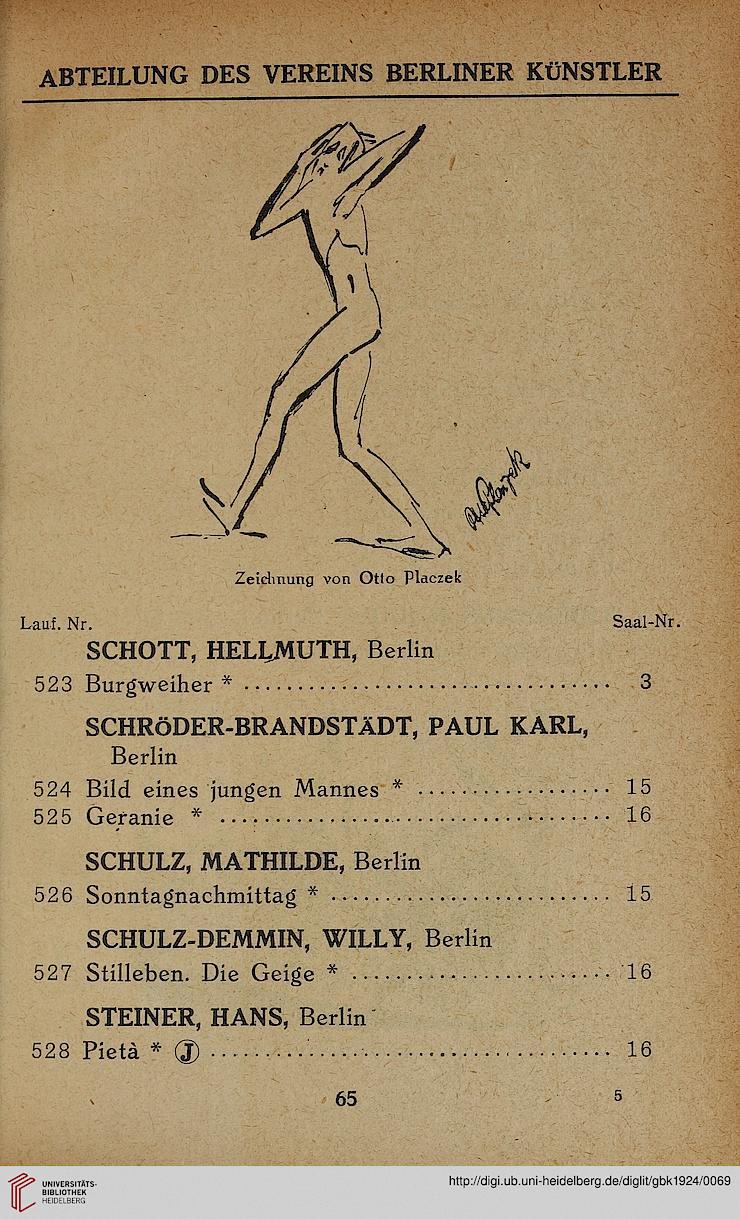 ABTEILUNG DES VEREINS BERLINER KÜNSTLER
Otto Placzek
Zeichnung von Otto Placzek
Lauf. Nr. Saal-Nr.
SCHOTT, HELLMUTH, Berlin
523 Burgweiher * .................................. 3
SCHRÖDER-BRANDSTÄDT, PAUL KARL,
Berlin
524 Bild eines jungen Mannes * .................. 15
525 Geranie * ..................................... 16
SCHULZ, MATHILDE, Berlin
526 Sonntagnachmittag * .......................... 15
SCHULZ-DEMMIN, WILLY, Berlin
527 Stilleben. Die Geige * ........................ 16
STEINER, HANS, Berlin
528 Pietà * Ⓙ ...................................... 16
65 5
UNIVERSITÄTS-
BIBLIOTHEK
HEIDELBERG
http://digi.ub.uni-heidelberg.de/diglit/gbk1924/0069